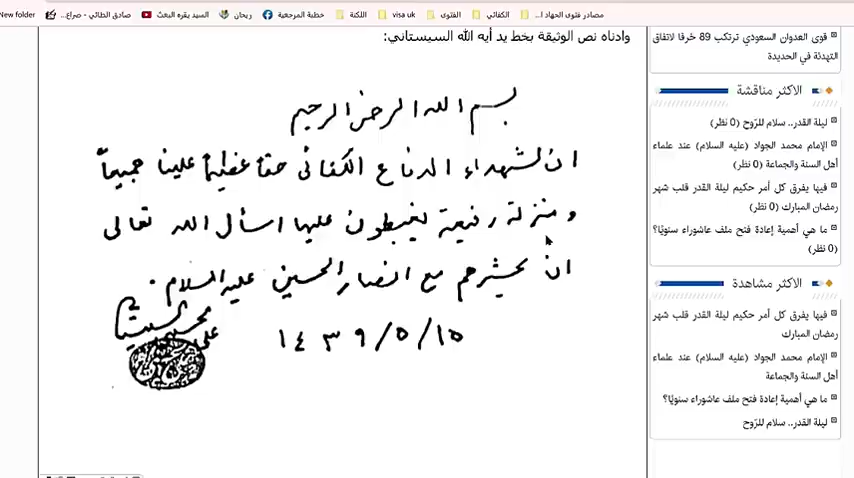 مصادر فتوى الجهاد ا...
الكفائي
الفتوى
visa uk
اللكنة
خطبة المرجعية
ريحان
السيد يقره البعث
صادق الطائي - صراع...
New folder
وادناه نص الوثيقة بخط يد أيه الله السيستاني:
بسم الله الرحمن الرحيم
ان لشهداء الدفاع الكفائي حقاً عظيماً علينا جميعاً
و منزلة رفيعة يغبطون عليها اسأل الله تعالى
ان يحشرهم مع انصار الحسين عليه السلام .
علي الحسيني السيستاني
١٤٣٩/٥/١٥
قوى العدوان السعودي ترتكب 89 خرقا لاتفاق
التهدئة في الحديدة
الاكثر مناقشة
ليلة القدر.. سلام للرّوح (0 نظر)
الإمام محمد الجواد (عليه السلام) عند علماء
أهل السنة والجماعة (0 نظر)
فيها يفرق كل أمر حكيم ليلة القدر قلب شهر
رمضان المبارك (0 نظر)
ما هي أهمية إعادة فتح ملف عاشوراء سنويًا؟
(0 نظر)
الاكثر مشاهدة
فيها يفرق كل أمر حكيم ليلة القدر قلب شهر
رمضان المبارك
الإمام محمد الجواد (عليه السلام) عند علماء
أهل السنة والجماعة
ما هي أهمية إعادة فتح ملف عاشوراء سنويًا؟
ليلة القدر.. سلام للرّوح